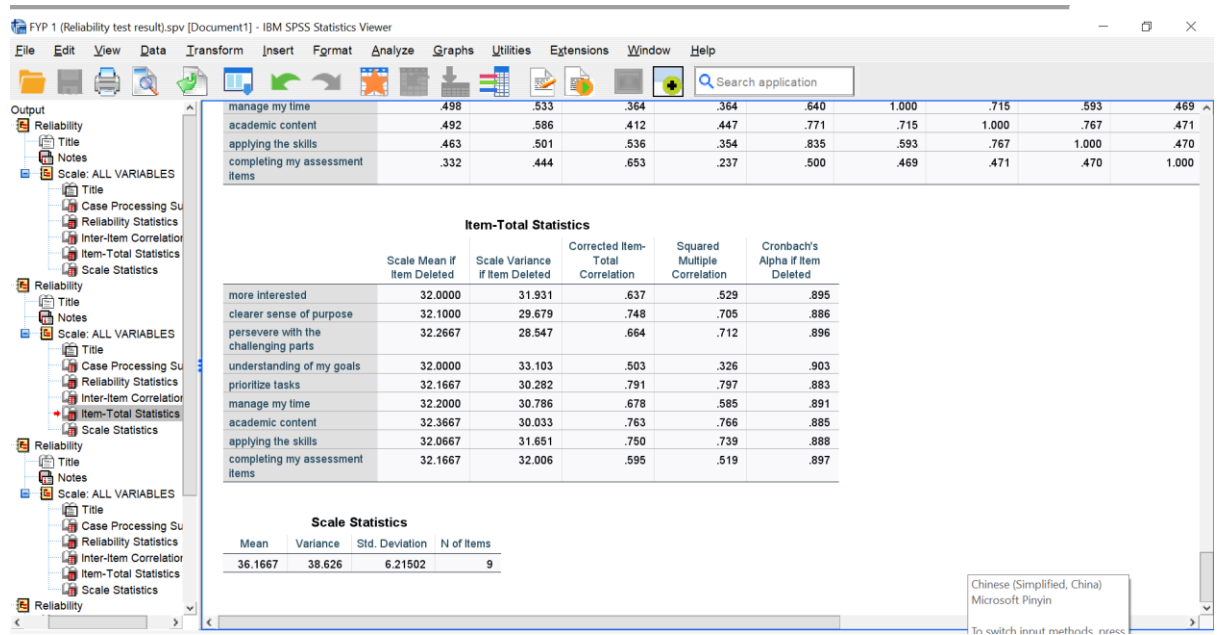 FYP 1 (Reliability test result).spv [Document1] - IBM SPSS Statistics Viewer
File Edit View Data Transform Insert Format Analyze Graphs Utilities Extensions Window Help
Search application
Output
Reliability
Title
Notes
Scale: ALL VARIABLES
Title
Case Processing Su
Reliability Statistics
Inter-Item Correlation
Item-Total Statistics
Scale Statistics
Reliability
Title
Notes
Scale: ALL VARIABLES
Title
Case Processing Su
Reliability Statistics
Inter-Item Correlation
Item-Total Statistics
Scale Statistics
Reliability
Title
Notes
Scale: ALL VARIABLES
Title
Case Processing Su
Reliability Statistics
Inter-Item Correlation
Item-Total Statistics
Scale Statistics
Reliability
manage my time .498 .533 .364 .364 .640 1.000 .715 .593 .469
academic content .492 .586 .412 .447 .771 .715 1.000 .767 .471
applying the skills .463 .501 .536 .354 .835 .593 .767 1.000 .470
completing my assessment .332 .444 .653 .237 .500 .469 .471 .470 1.000
items
Item-Total Statistics
Scale Mean if Scale Variance Corrected Item- Squared Cronbach's
Item Deleted if Item Deleted Total Multiple Alpha if Item
Correlation Correlation Deleted
more interested 32.0000 31.931 .637 .529 .895
clearer sense of purpose 32.1000 29.679 .748 .705 .886
persevere with the 32.2667 28.547 .664 .712 .896
challenging parts
understanding of my goals 32.0000 33.103 .503 .326 .903
prioritize tasks 32.1667 30.282 .791 .797 .883
manage my time 32.2000 30.786 .678 .585 .891
academic content 32.3667 30.033 .763 .766 .885
applying the skills 32.0667 31.651 .750 .739 .888
completing my assessment 32.1667 32.006 .595 .519 .897
items
Scale Statistics
Mean Variance Std. Deviation N of Items
36.1667 38.626 6.21502 9
Chinese (Simplified, China)
Microsoft Pinyin
To switch input methods, press